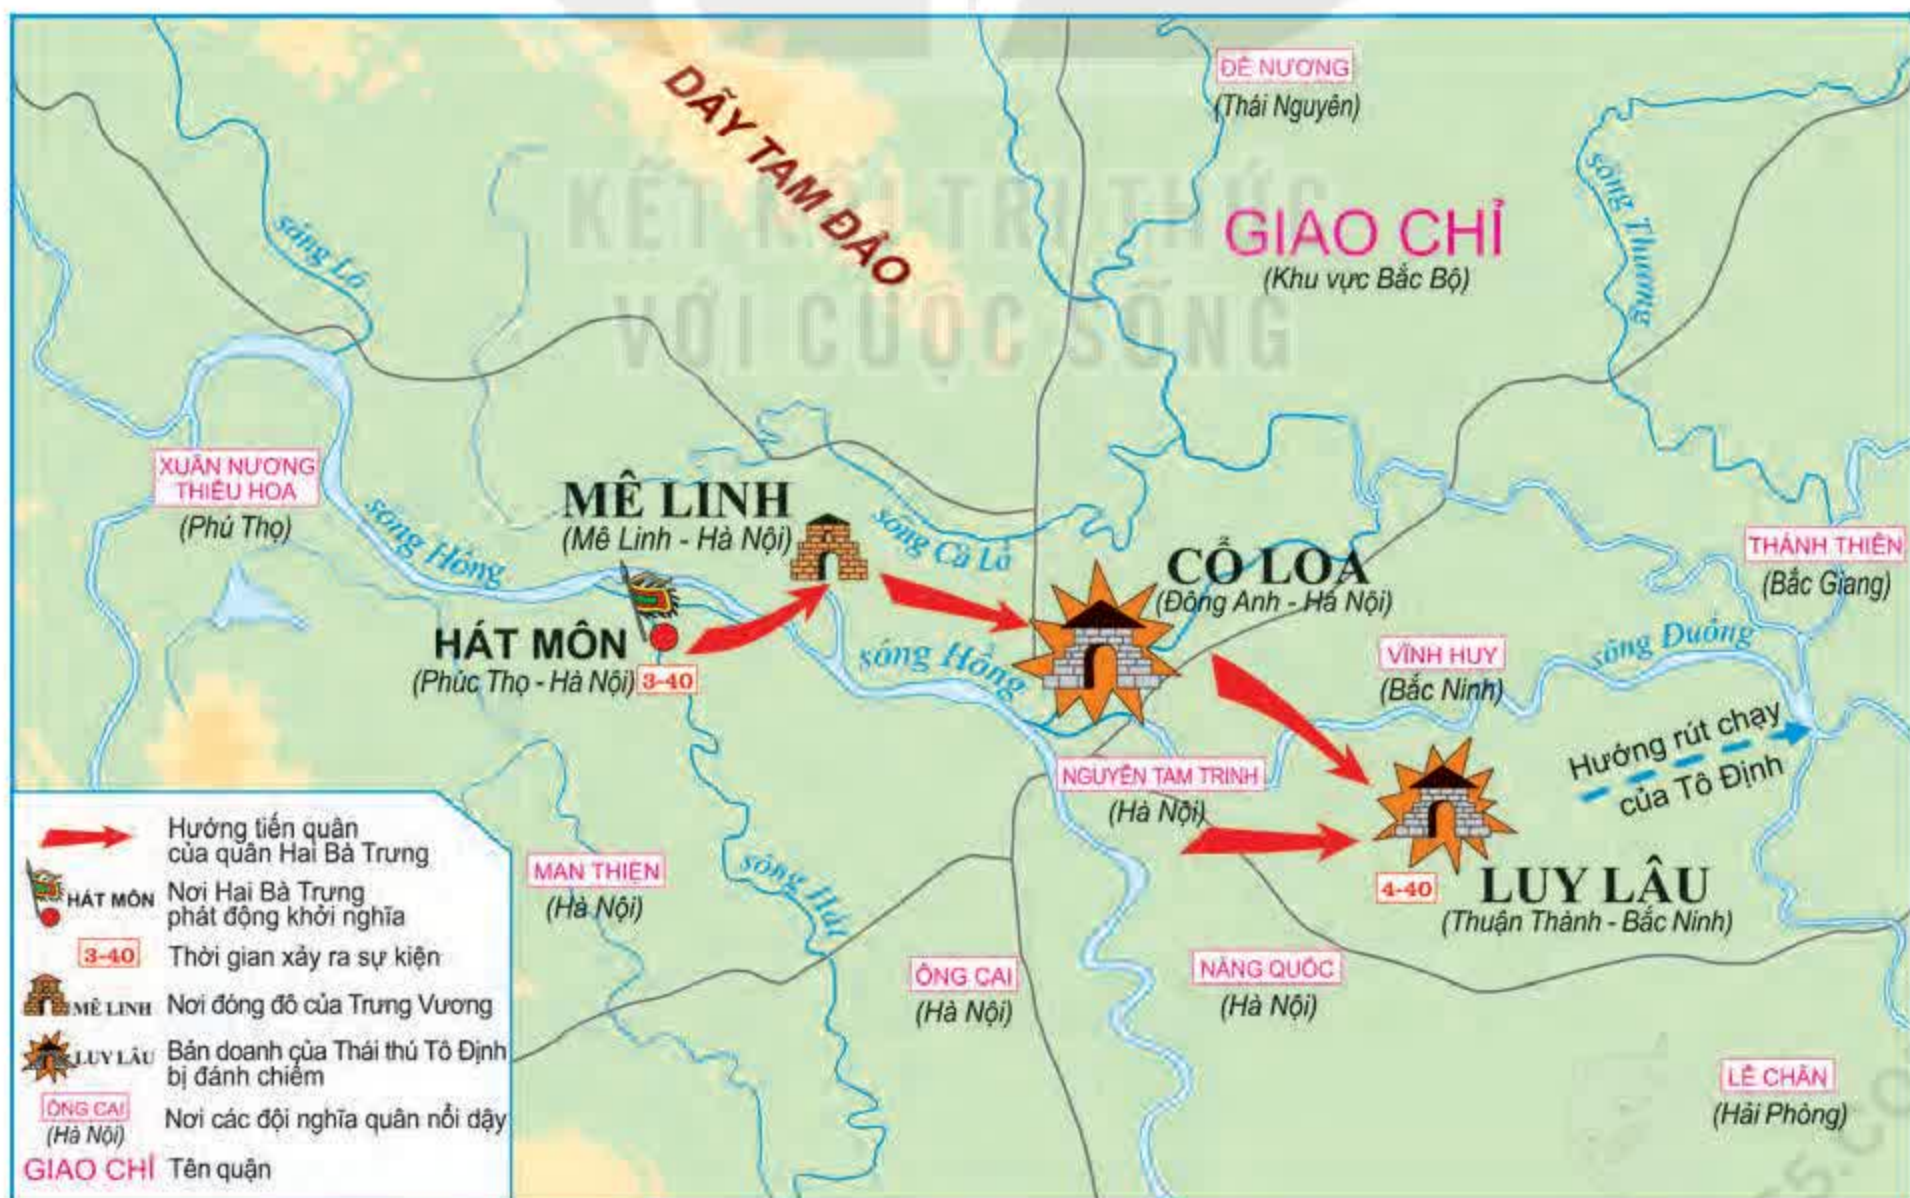 DÃY TAM ĐẢO
ĐỀ NƯƠNG
(Thái Nguyên)
GIAO CHỈ
(Khu vực Bắc Bộ)
KẾT NỐI TRI THỨC
VỚI CUỘC SỐNG
sông Lô
sông Thương
XUÂN NƯƠNG
THIỀU HOA
(Phú Thọ)
sông Hồng
MÊ LINH
(Mê Linh - Hà Nội)
sông Cà Lồ
CỔ LOA
(Đông Anh - Hà Nội)
THÁNH THIÊN
(Bắc Giang)
HÁT MÔN
(Phúc Thọ - Hà Nội)
3-40
sông Hồng
VĨNH HUY
(Bắc Ninh)
sông Đuống
Hướng rút chạy
của Tô Định
NGUYỄN TAM TRINH
(Hà Nội)
MAN THIỆN
(Hà Nội)
sông Hát
4-40
LUY LÂU
(Thuận Thành - Bắc Ninh)
ÔNG CAI
(Hà Nội)
NÀNG QUỐC
(Hà Nội)
LÊ CHÂN
(Hải Phòng)
Hướng tiến quân
của quân Hai Bà Trưng
HÁT MÔN Nơi Hai Bà Trưng
phát động khởi nghĩa
3-40 Thời gian xảy ra sự kiện
MÊ LINH Nơi đóng đô của Trưng Vương
LUY LÂU Bản doanh của Thái thú Tô Định
bị đánh chiếm
ÔNG CAI
(Hà Nội)
Nơi các đội nghĩa quân nổi dậy
GIAO CHỈ Tên quận